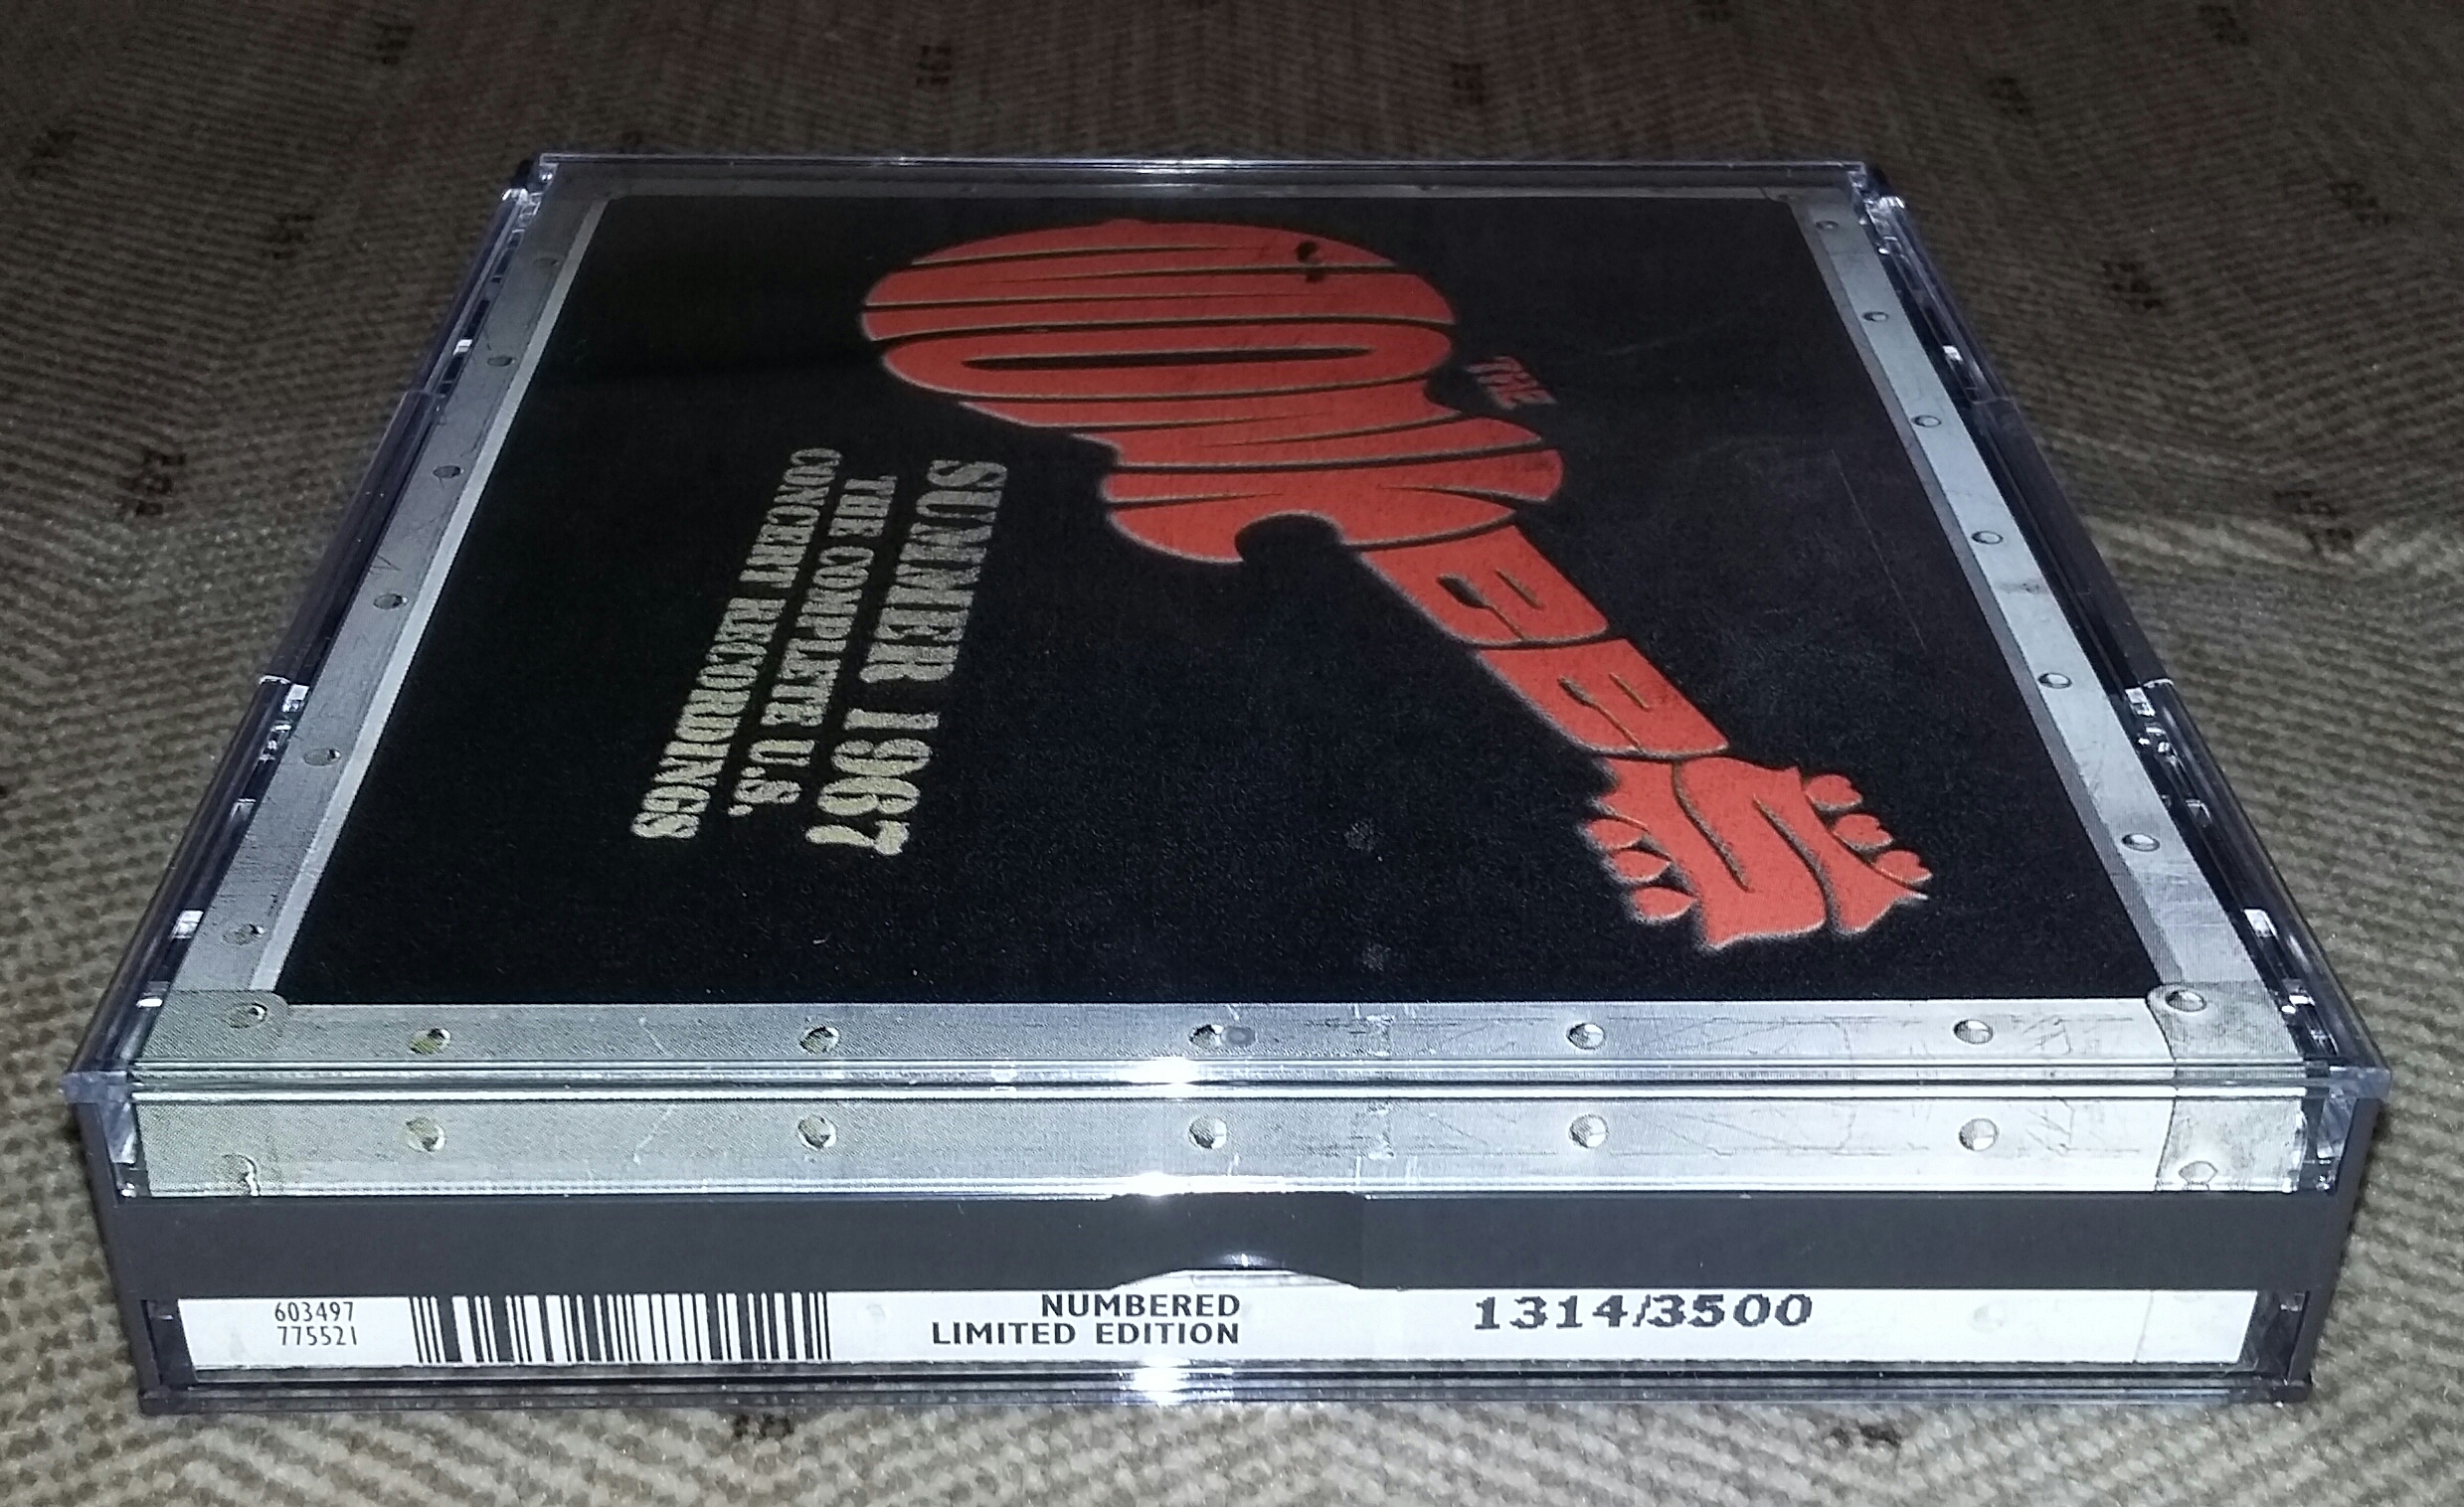 THE
MONKEES
SUMMER 1967
THE COMPLETE U.S.
CONCERT RECORDINGS
603497
775521
NUMBERED
LIMITED EDITION
1314/3500